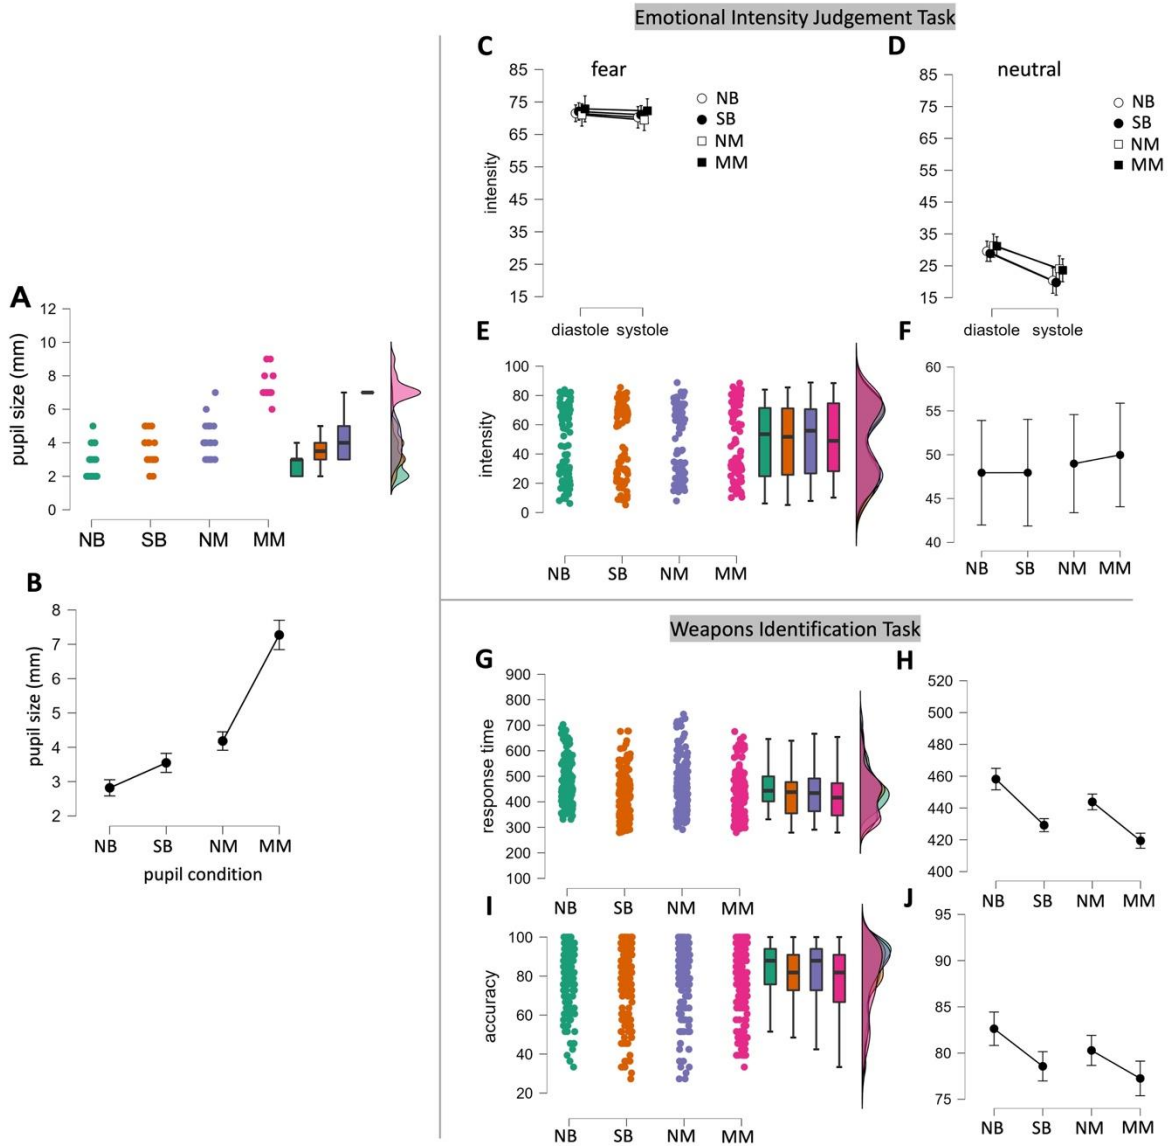 Emotional Intensity Judgement Task
C
fear
85
75
65
55
45
35
25
15
intensity
diastole systole
NB
SB
NM
MM
D
neutral
85
75
65
55
45
35
25
15
diastole systole
NB
SB
NM
MM
A
12
10
8
6
4
2
0
pupil size (mm)
NB SB NM MM
B
8
7
6
5
4
3
2
pupil size (mm)
NB SB NM MM
pupil condition
E
100
80
60
40
20
0
intensity
NB SB NM MM
F
60
55
50
45
40
NB SB NM MM
Weapons Identification Task
G
900
800
700
600
500
400
300
200
100
response time
NB SB NM MM
H
520
500
480
460
440
420
400
NB SB NM MM
I
100
80
60
40
20
accuracy
NB SB NM MM
J
95
90
85
80
75
NB SB NM MM